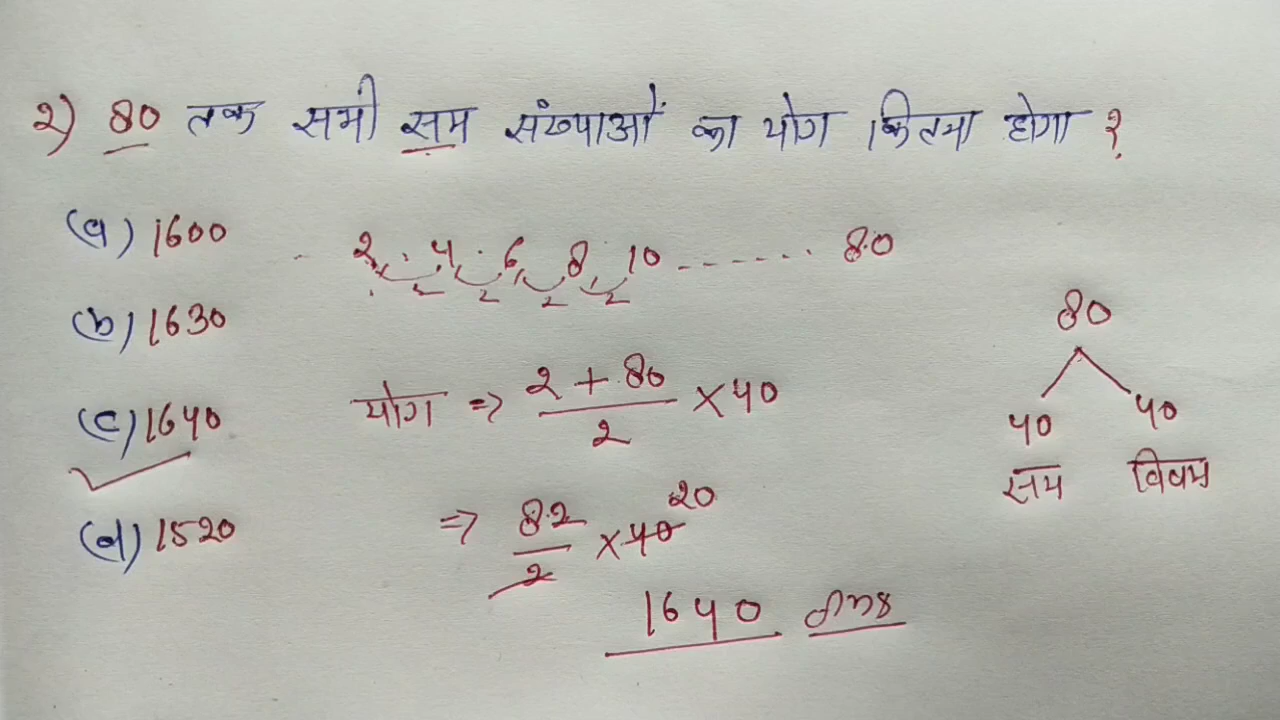 २) 80 तक सभी सम संख्याओं का योग कितना होगा ?
(a) 1600
2 . 4 . 6 8 10 ------- 80
2 2 2 2
(b) 1630
80
40 40
सम विषम
(c) 1640
योग => 2 + 80 / 2 × 40
(d) 1520
=> 82 / 2 × 40 20
1640 Ans